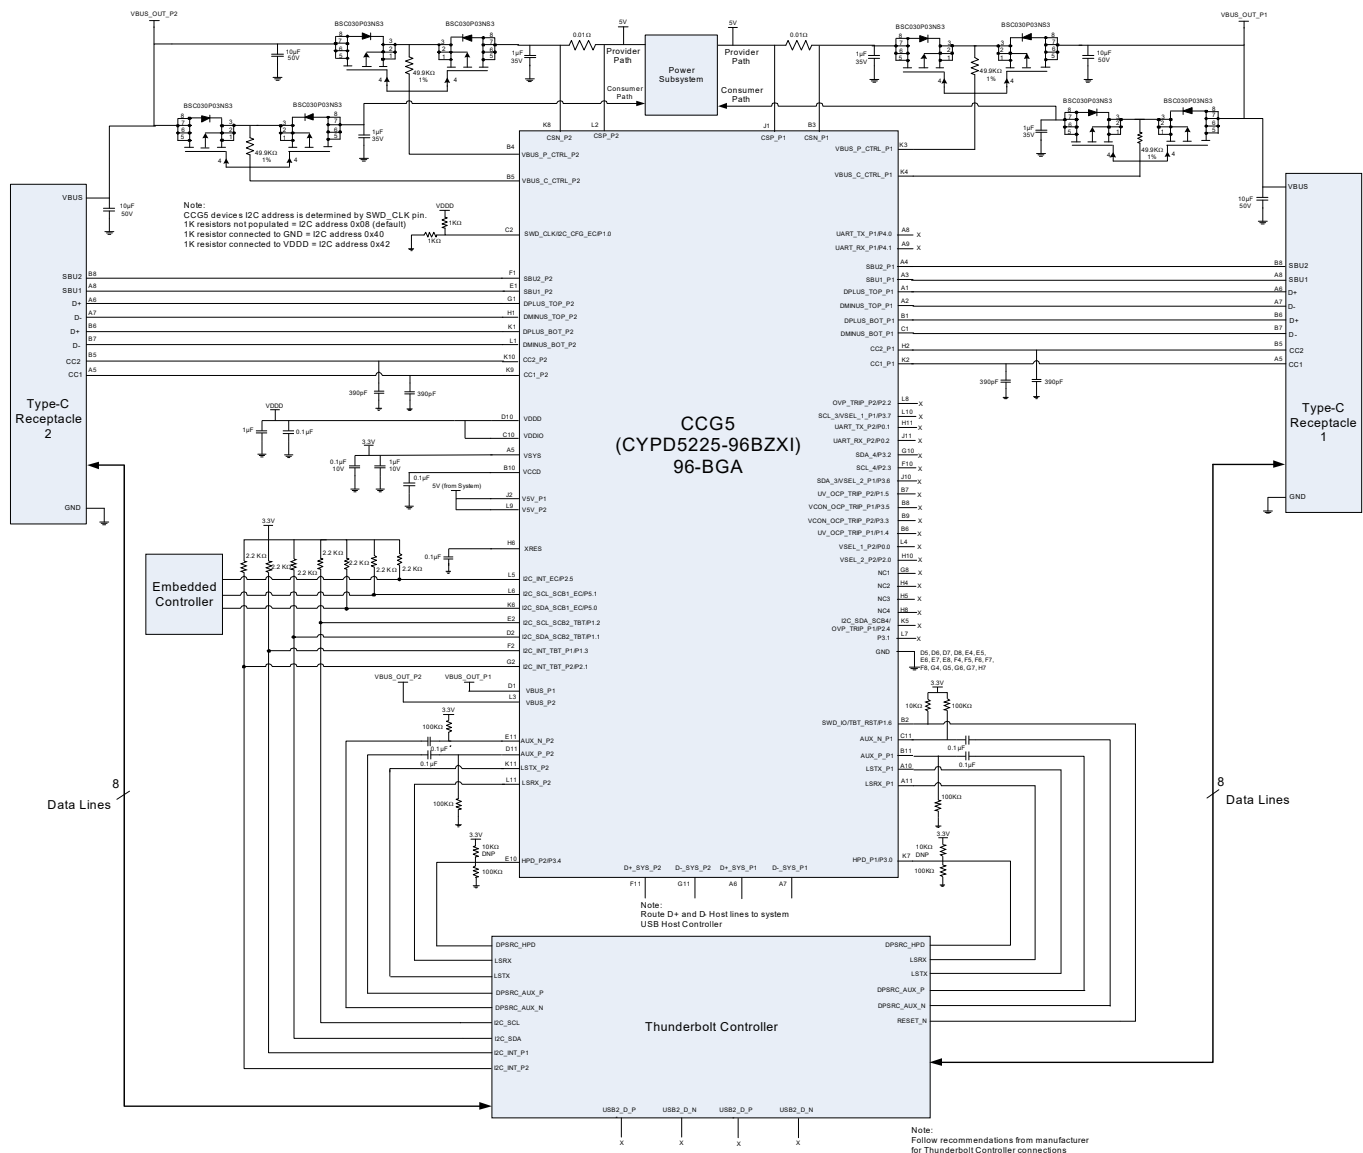 VBUS_OUT_P2
BSC030P03NS3
BSC030P03NS3
0.01Ω
5V
5V
0.01Ω
BSC030P03NS3
BSC030P03NS3
VBUS_OUT_P1
10µF
50V
49.9KΩ
1%
1µF
35V
Provider
Path
Consumer
Path
Power
Subsystem
Provider
Path
Consumer
Path
1µF
35V
49.9KΩ
1%
10µF
50V
BSC030P03NS3
BSC030P03NS3
49.9KΩ
1%
1µF
35V
BSC030P03NS3
BSC030P03NS3
1µF
35V
49.9KΩ
1%
K8
L2
J1
B3
CSN_P2
CSP_P2
CSP_P1
CSN_P1
B4
VBUS_P_CTRL_P2
B5
VBUS_C_CTRL_P2
VBUS_P_CTRL_P1
K3
VBUS_C_CTRL_P1
K4
VBUS
10µF
50V
10µF
50V
VBUS
Note:
CCG5 devices I2C address is determined by SWD_CLK pin.
1K resistors not populated = I2C address 0x08 (default)
1K resistor connected to GND = I2C address 0x40
1K resistor connected to VDDD = I2C address 0x42
VDDD
1KΩ
1KΩ
C2
SWD_CLK/I2C_CFG_EC/P1.0
UART_TX_P1/P4.0
A8
X
UART_RX_P1/P4.1
A9
X
SBU2
B8
F1
SBU2_P2
SBU1
A8
E1
SBU1_P2
D+
A6
G1
DPLUS_TOP_P2
D-
A7
H1
DMINUS_TOP_P2
D+
B6
K1
DPLUS_BOT_P2
D-
B7
L1
DMINUS_BOT_P2
CC2
B5
K10
CC2_P2
CC1
A5
K9
CC1_P2
SBU2_P1
A4
B8
SBU2
SBU1_P1
A3
A8
SBU1
DPLUS_TOP_P1
A1
A6
D+
DMINUS_TOP_P1
A2
A7
D-
DPLUS_BOT_P1
B1
B6
D+
DMINUS_BOT_P1
C1
B7
D-
CC2_P1
H2
B5
CC2
CC1_P1
K2
A5
CC1
390pF
390pF
390pF
390pF
Type-C
Receptacle
2
Type-C
Receptacle
1
CCG5
(CYPD5225-96BZXI)
96-BGA
VDDD
1µF
0.1µF
D10
VDDD
C10
VDDIO
3.3V
A5
VSYS
0.1µF
10V
1µF
10V
B10
VCCD
0.1µF
5V (from System)
J2
V5V_P1
L9
V5V_P2
GND
GND
OVP_TRIP_P2/P2.2
L8
X
SCL_3/VSEL_1_P1/P3.7
L10
X
UART_TX_P2/P0.1
H11
X
UART_RX_P2/P0.2
J11
X
SDA_4/P3.2
G10
X
SCL_4/P2.3
F10
X
SDA_3/VSEL_2_P1/P3.6
J10
X
UV_OCP_TRIP_P2/P1.5
B7
X
VCON_OCP_TRIP_P1/P3.5
B8
X
VCON_OCP_TRIP_P2/P3.3
B9
X
UV_OCP_TRIP_P1/P1.4
B6
X
VSEL_1_P2/P0.0
L4
X
VSEL_2_P2/P2.0
H10
X
NC1
G8
X
NC2
H4
X
NC3
H5
X
NC4
H8
X
I2C_SDA_SCB4/
OVP_TRIP_P1/P2.4
K5
X
P3.1
L7
X
GND
D5, D6, D7, D8, E4, E5,
E6, E7, E8, F4, F5, F6, F7,
F8, G4, G5, G6, G7, H7
3.3V
2.2 KΩ
2.2 KΩ
2.2 KΩ
2.2 KΩ
2.2 KΩ
2.2 KΩ
2.2 KΩ
0.1µF
H6
XRES
Embedded
Controller
L5
I2C_INT_EC/P2.5
L6
I2C_SCL_SCB1_EC/P5.1
K6
I2C_SDA_SCB1_EC/P5.0
E2
I2C_SCL_SCB2_TBT/P1.2
D2
I2C_SDA_SCB2_TBT/P1.1
F2
I2C_INT_TBT_P1/P1.3
G2
I2C_INT_TBT_P2/P2.1
VBUS_OUT_P2
VBUS_OUT_P1
D1
VBUS_P1
L3
VBUS_P2
3.3V
100KΩ
E11
AUX_N_P2
0.1µF
D11
AUX_P_P2
0.1µF
K11
LSTX_P2
L11
LSRX_P2
100KΩ
3.3V
10KΩ
100KΩ
SWD_IO/TBT_RST/P1.6
B2
AUX_N_P1
C11
0.1µF
AUX_P_P1
B11
0.1µF
LSTX_P1
A10
LSRX_P1
A11
100KΩ
8
Data Lines
8
Data Lines
3.3V
10KΩ
DNP
100KΩ
E10
HPD_P2/P3.4
3.3V
10KΩ
DNP
100KΩ
HPD_P1/P3.0
K7
D+_SYS_P2
D-_SYS_P2
D+_SYS_P1
D-_SYS_P1
F11
G11
A6
A7
Note:
Route D+ and D- Host lines to system
USB Host Controller
DPSRC_HPD
LSRX
LSTX
DPSRC_AUX_P
DPSRC_AUX_N
I2C_SCL
I2C_SDA
I2C_INT_P1
I2C_INT_P2
Thunderbolt Controller
DPSRC_HPD
LSRX
LSTX
DPSRC_AUX_P
DPSRC_AUX_N
RESET_N
USB2_D_P
USB2_D_N
USB2_D_P
USB2_D_N
X
X
X
X
Note:
Follow recommendations from manufacturer
for Thunderbolt Controller connections